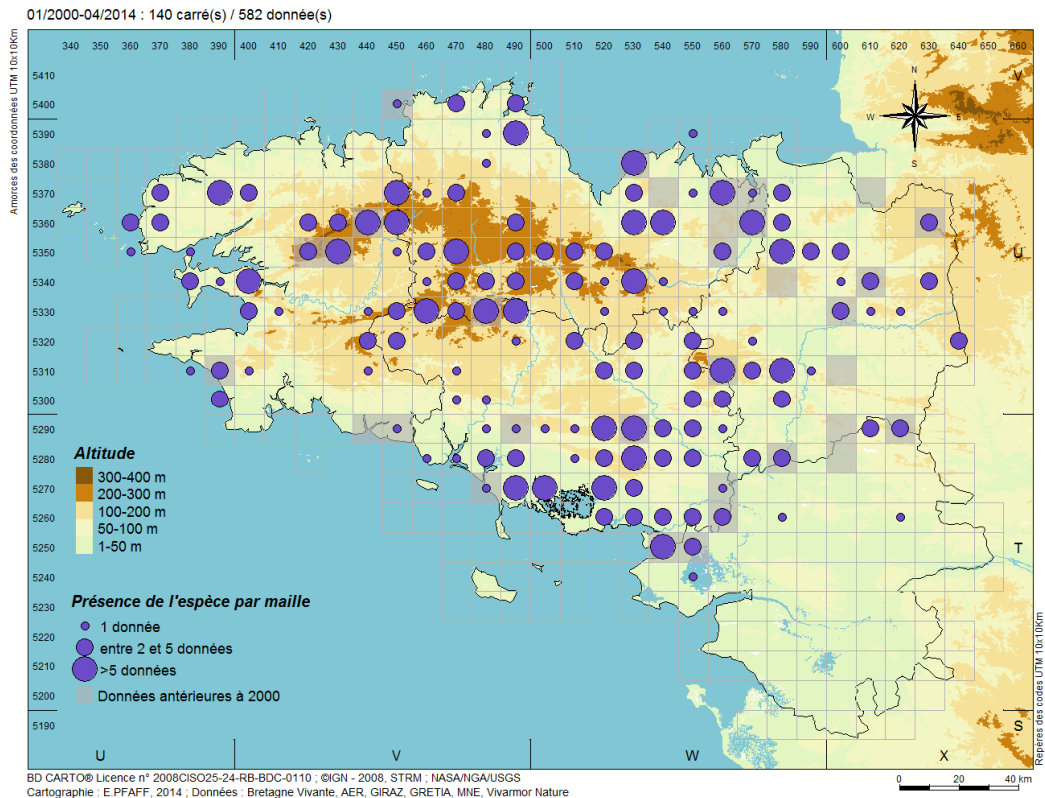 01/2000-04/2014 : 140 carré(s) / 582 donnée(s)
Amorces des coordonnées UTM 10x10Km
340 350 360 370 380 390 400 410 420 430 440 450 460 470 480 490 500 510 520 530 540 550 560 570 580 590 600 610 620 630 640 650 660
5410
5400
5390
5380
5370
5360
5350
5340
5330
5320
5310
5300
5290
5280
5270
5260
5250
5240
5230
5220
5210
5200
5190
N
W
E
S
V
U
T
S
Altitude
300-400 m
200-300 m
100-200 m
50-100 m
1-50 m
Présence de l'espèce par maille
1 donnée
entre 2 et 5 données
>5 données
Données antérieures à 2000
U V W X
Repères des codes UTM 10x10Km
BD CARTO® Licence n° 2008CISO25-24-RB-BDC-0110 ; ©IGN - 2008, STRM ; NASA/NGA/USGS
Cartographie : E.PFAFF, 2014 ; Données : Bretagne Vivante, AER, GIRAZ, GRETIA, MNE, Vivarmor Nature
0 20 40 km